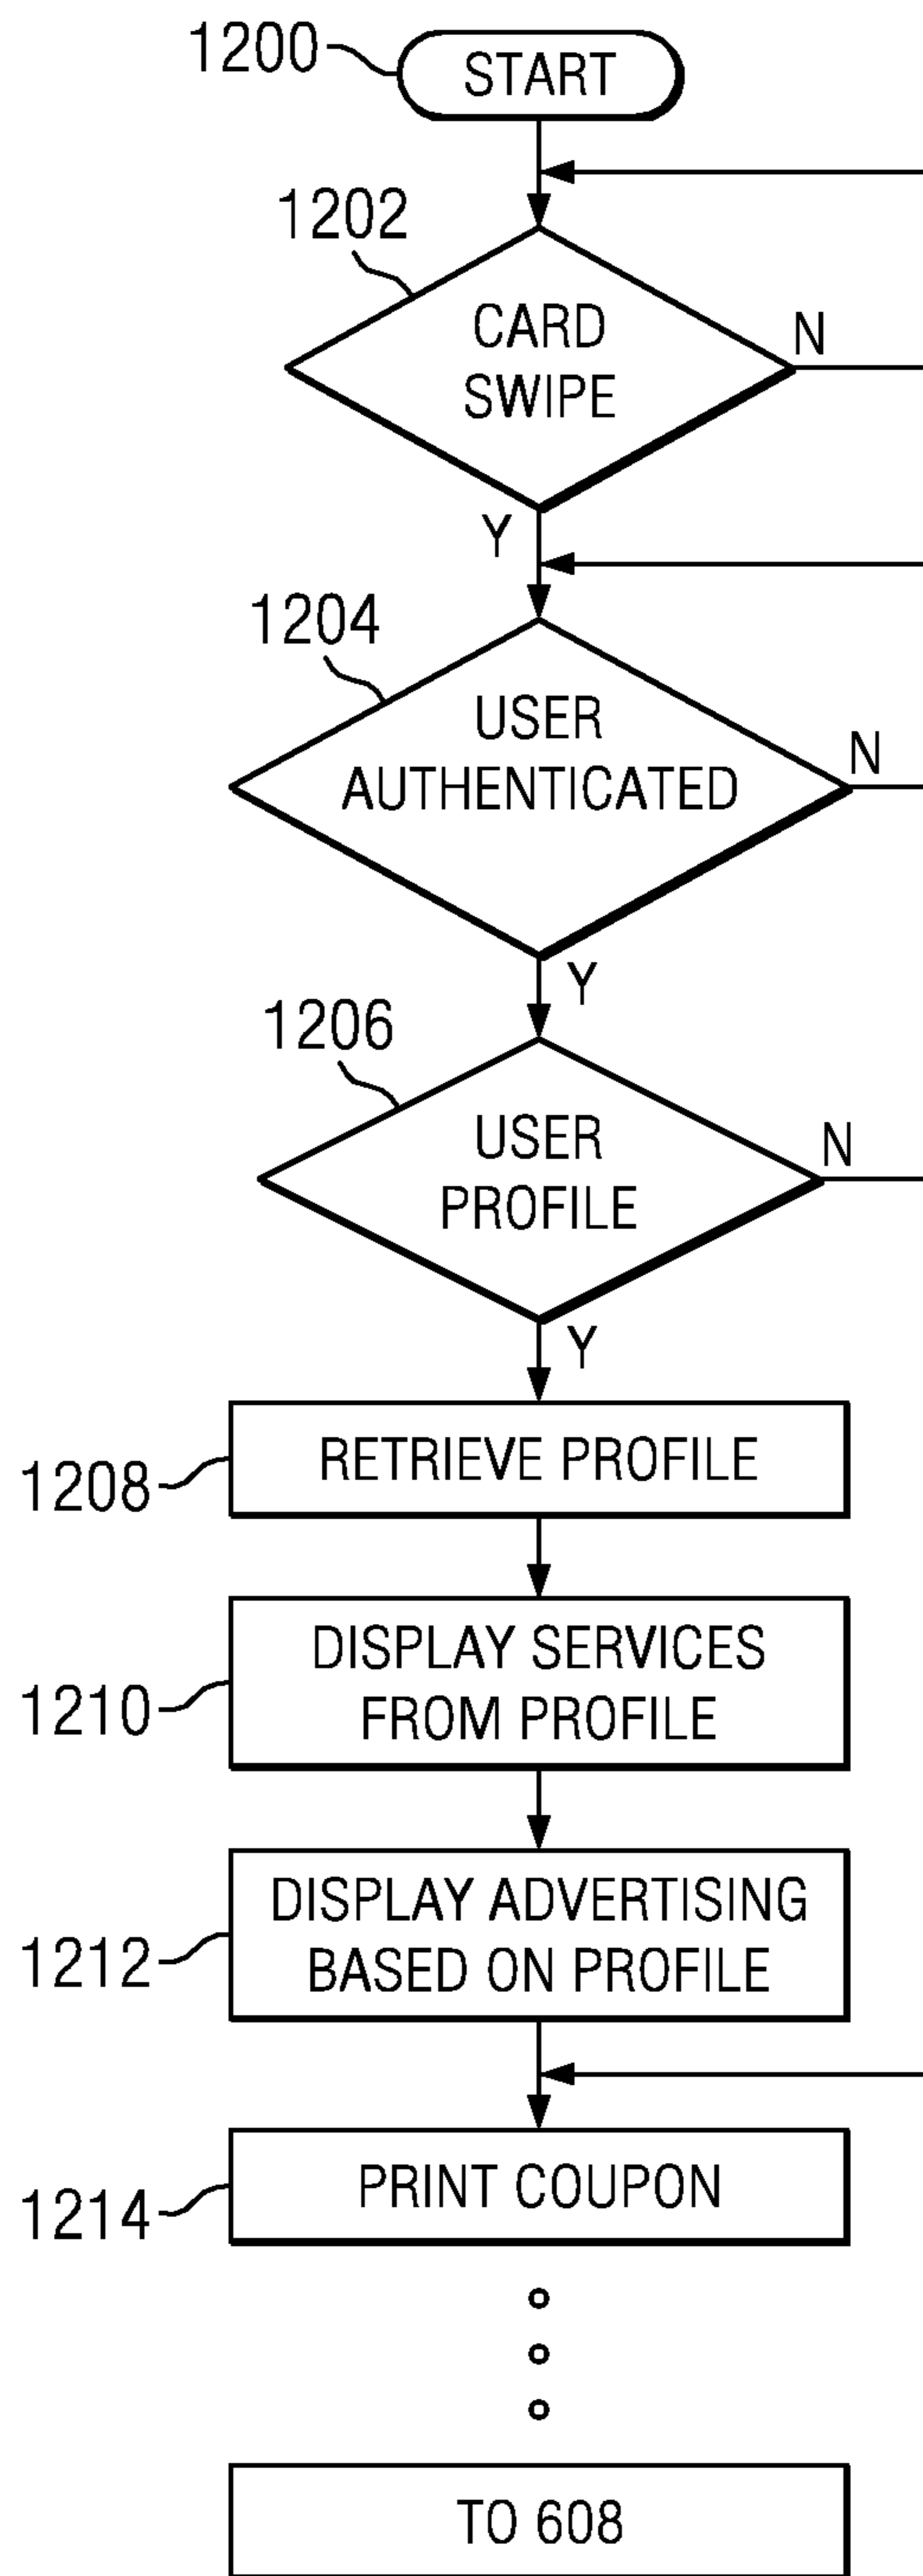 1200
START
1202
CARD
SWIPE
N
Y
1204
USER
AUTHENTICATED
N
Y
1206
USER
PROFILE
N
Y
1208
RETRIEVE PROFILE
1210
DISPLAY SERVICES
FROM PROFILE
1212
DISPLAY ADVERTISING
BASED ON PROFILE
1214
PRINT COUPON
TO 608